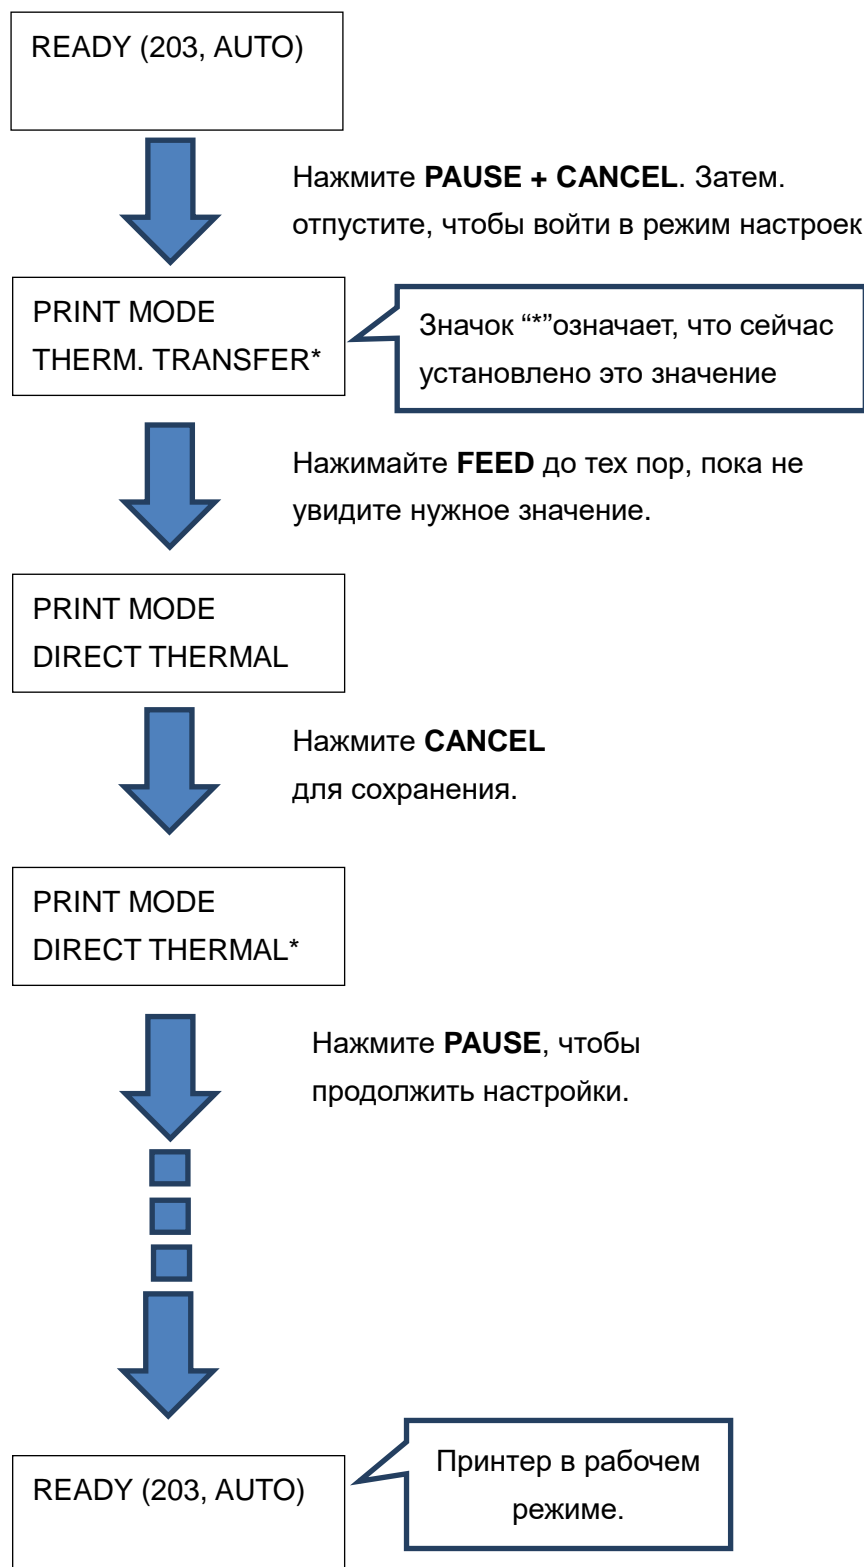 READY (203, AUTO)
Нажмите PAUSE + CANCEL. Затем.
отпустите, чтобы войти в режим настроек
PRINT MODE
THERM. TRANSFER*
Значок “*”означает, что сейчас
установлено это значение
Нажимайте FEED до тех пор, пока не
увидите нужное значение.
PRINT MODE
DIRECT THERMAL
Нажмите CANCEL
для сохранения.
PRINT MODE
DIRECT THERMAL*
Нажмите PAUSE, чтобы
продолжить настройки.
READY (203, AUTO)
Принтер в рабочем
режиме.